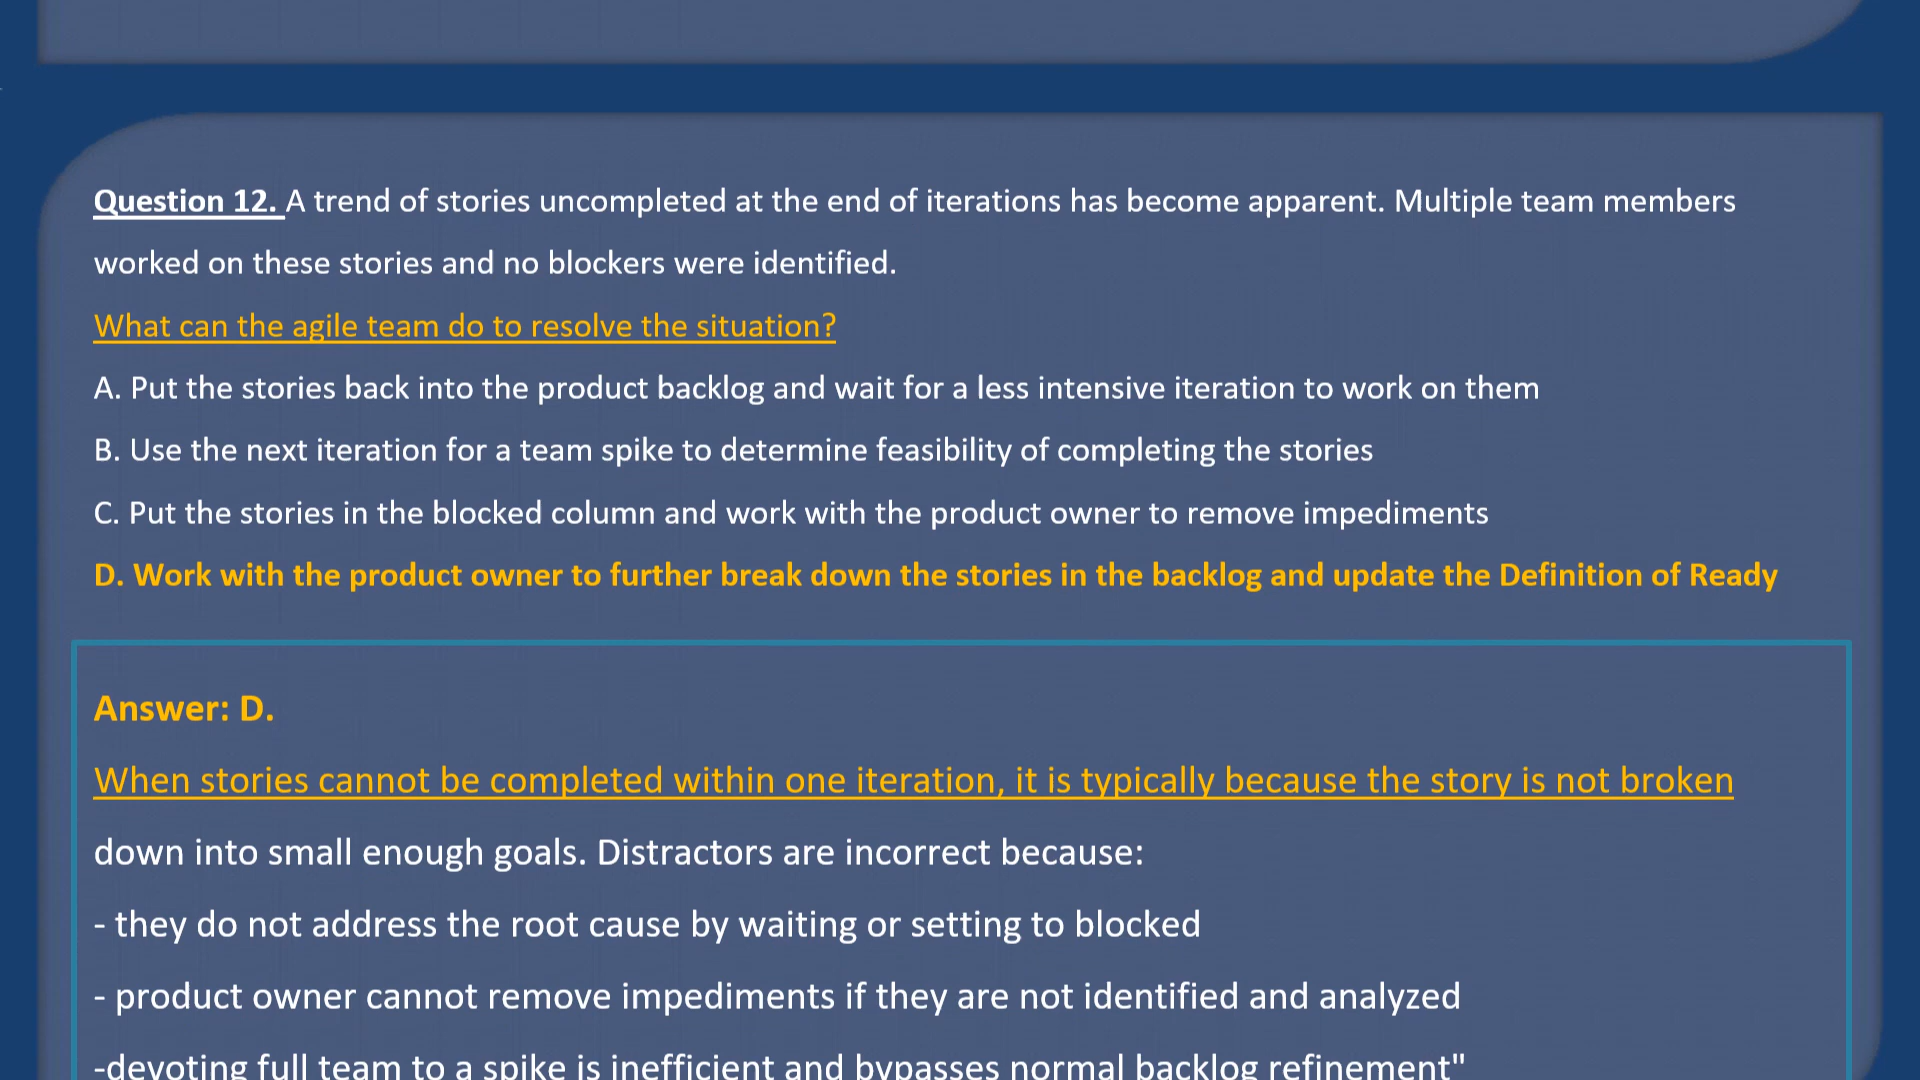 Question 12. A trend of stories uncompleted at the end of iterations has become apparent. Multiple team members
worked on these stories and no blockers were identified.
What can the agile team do to resolve the situation?
A. Put the stories back into the product backlog and wait for a less intensive iteration to work on them
B. Use the next iteration for a team spike to determine feasibility of completing the stories
C. Put the stories in the blocked column and work with the product owner to remove impediments
D. Work with the product owner to further break down the stories in the backlog and update the Definition of Ready
Answer: D.
When stories cannot be completed within one iteration, it is typically because the story is not broken
down into small enough goals. Distractors are incorrect because:
- they do not address the root cause by waiting or setting to blocked
- product owner cannot remove impediments if they are not identified and analyzed
-devoting full team to a spike is inefficient and bypasses normal backlog refinement"